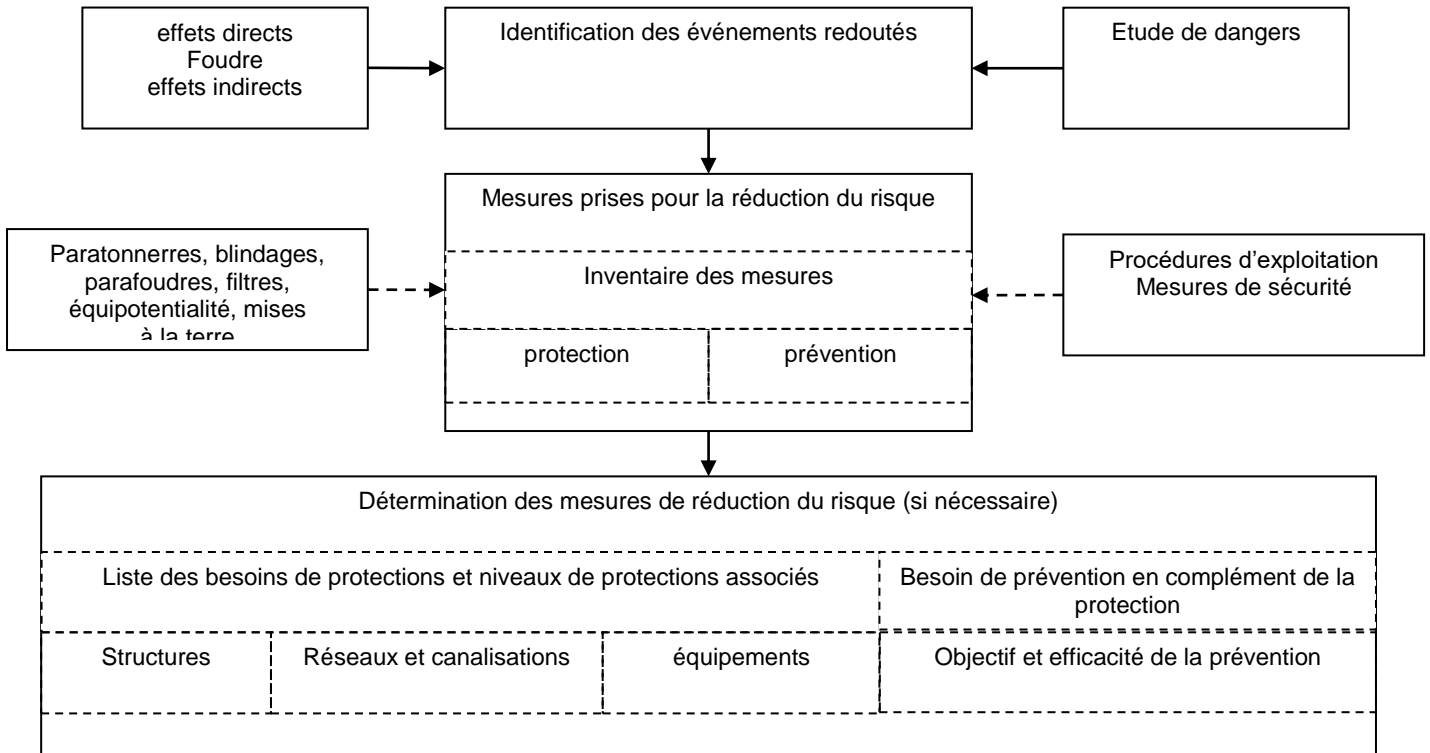 effets directs
Foudre
effets indirects
Identification des événements redoutés
Etude de dangers
Mesures prises pour la réduction du risque
Paratonnerres, blindages,
parafoudres, filtres,
équipotentialité, mises
à la terre
Inventaire des mesures
protection
prévention
Procédures d'exploitation
Mesures de sécurité
Détermination des mesures de réduction du risque (si nécessaire)
Liste des besoins de protections et niveaux de protections associés
Besoin de prévention en complément de la
protection
Structures
Réseaux et canalisations
équipements
Objectif et efficacité de la prévention